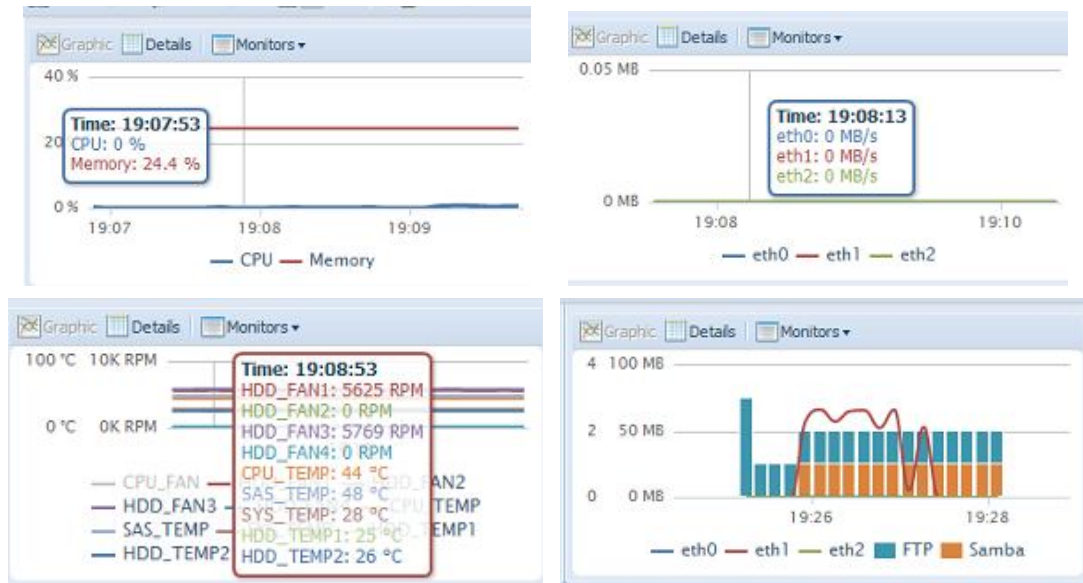 Graphic Details Monitors
40 %
Time: 19:07:53
20
CPU: 0 %
Memory: 24.4 %
0 %
19:07 19:08 19:09
CPU Memory
Graphic Details Monitors
0.05 MB
Time: 19:08:13
eth0: 0 MB/s
eth1: 0 MB/s
eth2: 0 MB/s
0 MB
19:08 19:10
eth0 eth1 eth2
Graphic Details Monitors
100 °C 10K RPM
Time: 19:08:53
HDD_FAN1: 5625 RPM
HDD_FAN2: 0 RPM
HDD_FAN3: 5769 RPM
0 °C 0K RPM
HDD_FAN4: 0 RPM
CPU_TEMP: 44 °C
SAS_TEMP: 48 °C
SYS_TEMP: 28 °C
HDD_TEMP1: 25 °C
HDD_TEMP2: 26 °C
CPU_FAN
HDD_FAN3
SAS_TEMP
HDD_TEMP2
Graphic Details Monitors
4 100 MB
2 50 MB
0 0 MB
19:26 19:28
eth0 eth1 eth2 FTP Samba